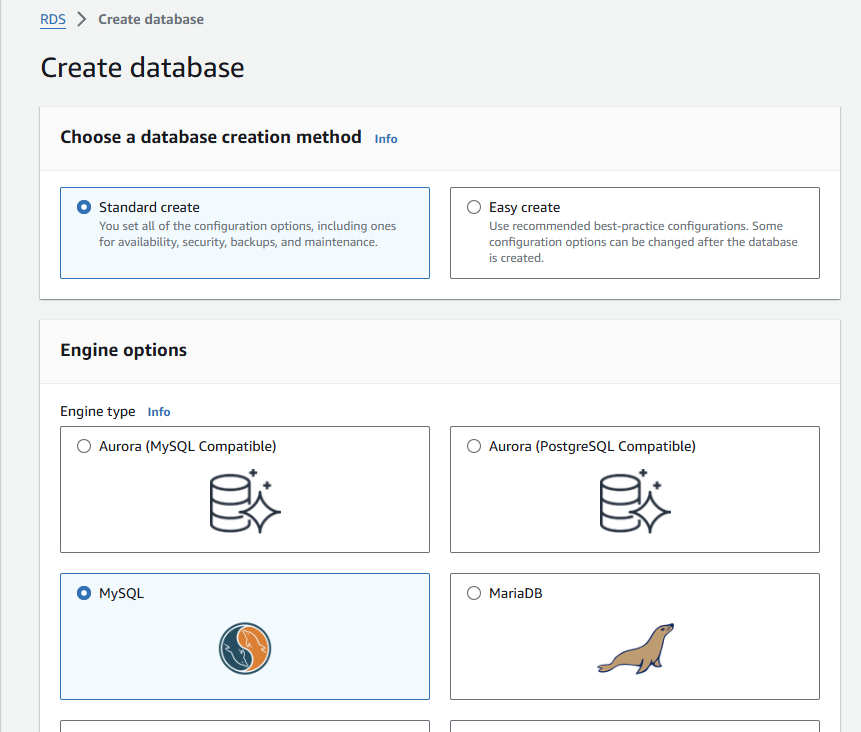 RDS > Create database
Create database
Choose a database creation method Info
Standard create
You set all of the configuration options, including ones
for availability, security, backups, and maintenance.
Easy create
Use recommended best-practice configurations. Some
configuration options can be changed after the database
is created.
Engine options
Engine type Info
Aurora (MySQL Compatible)
Aurora (PostgreSQL Compatible)
MySQL
MariaDB